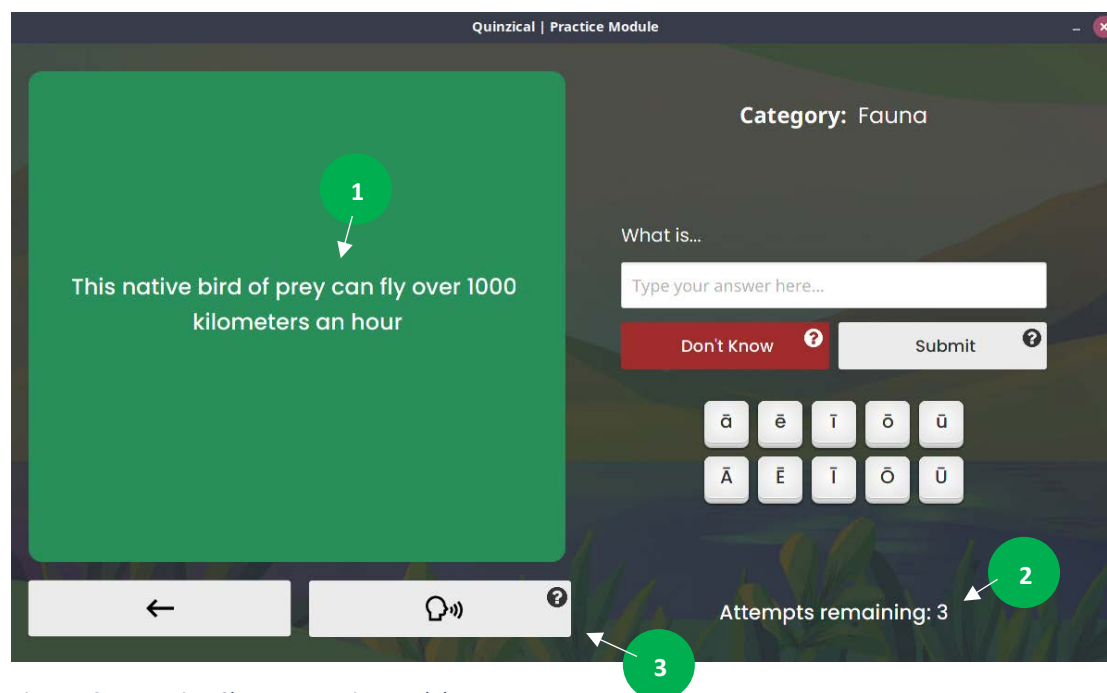 Quinzical | Practice Module
Category: Fauna
1
This native bird of prey can fly over 1000
kilometers an hour
What is...
Type your answer here...
Don't Know ?
Submit ?
ā ē ī ō ū
Ā Ē Ī Ō Ū
?
Attempts remaining: 3
2
3